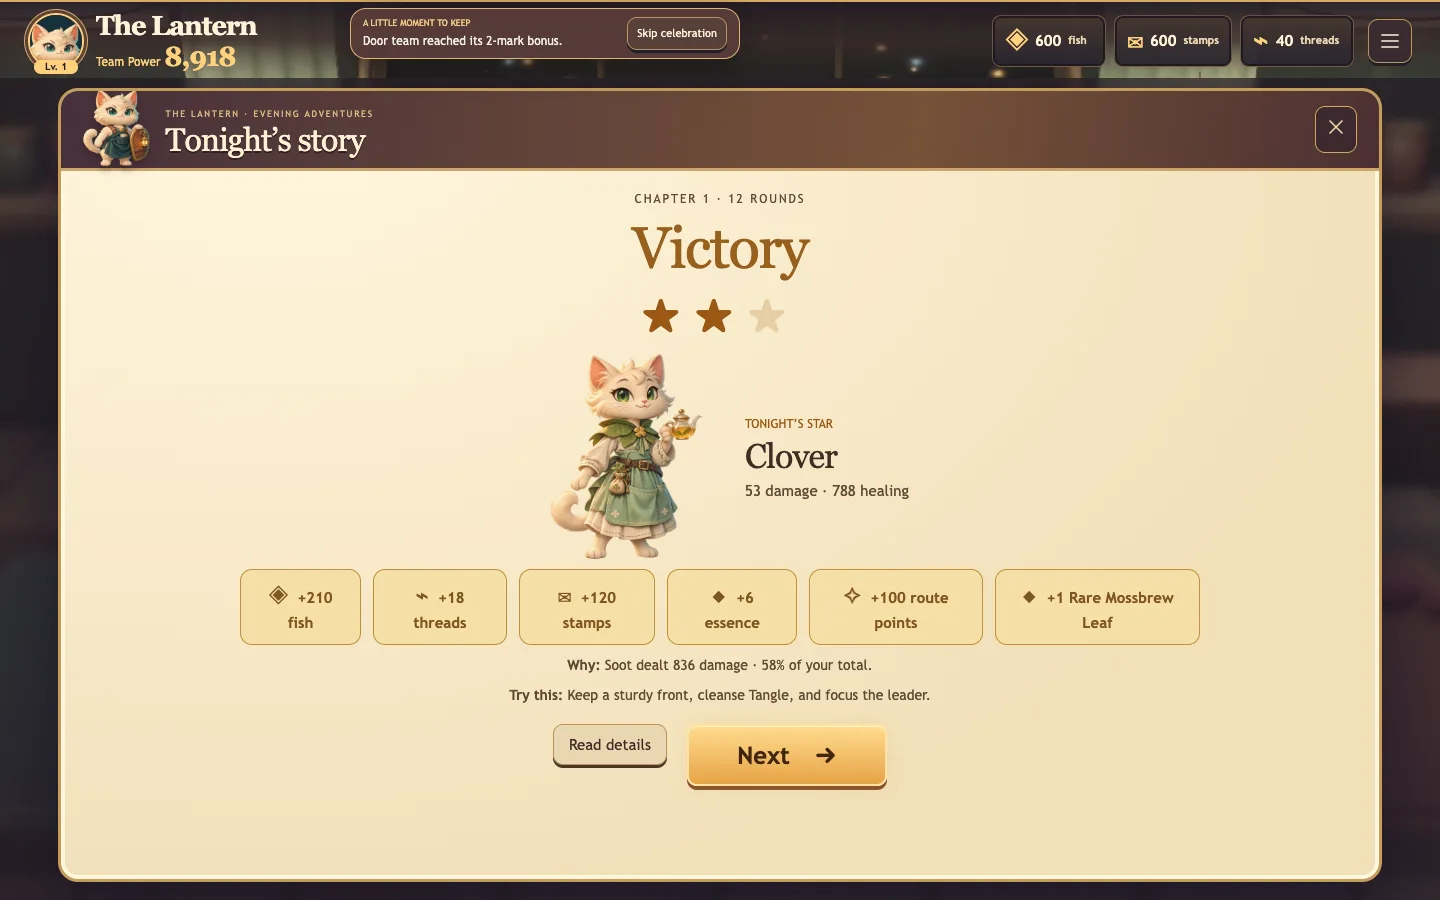 The Lantern
Team Power 8,918
Lv. 1
A LITTLE MOMENT TO KEEP
Door team reached its 2-mark bonus.
Skip celebration
600 fish
600 stamps
40 threads
THE LANTERN · EVENING ADVENTURES
Tonight’s story
CHAPTER 1 · 12 ROUNDS
Victory
TONIGHT’S STAR
Clover
53 damage · 788 healing
+210
fish
+18
threads
+120
stamps
+6
essence
+100 route
points
+1 Rare Mossbrew
Leaf
Why: Soot dealt 836 damage · 58% of your total.
Try this: Keep a sturdy front, cleanse Tangle, and focus the leader.
Read details
Next →